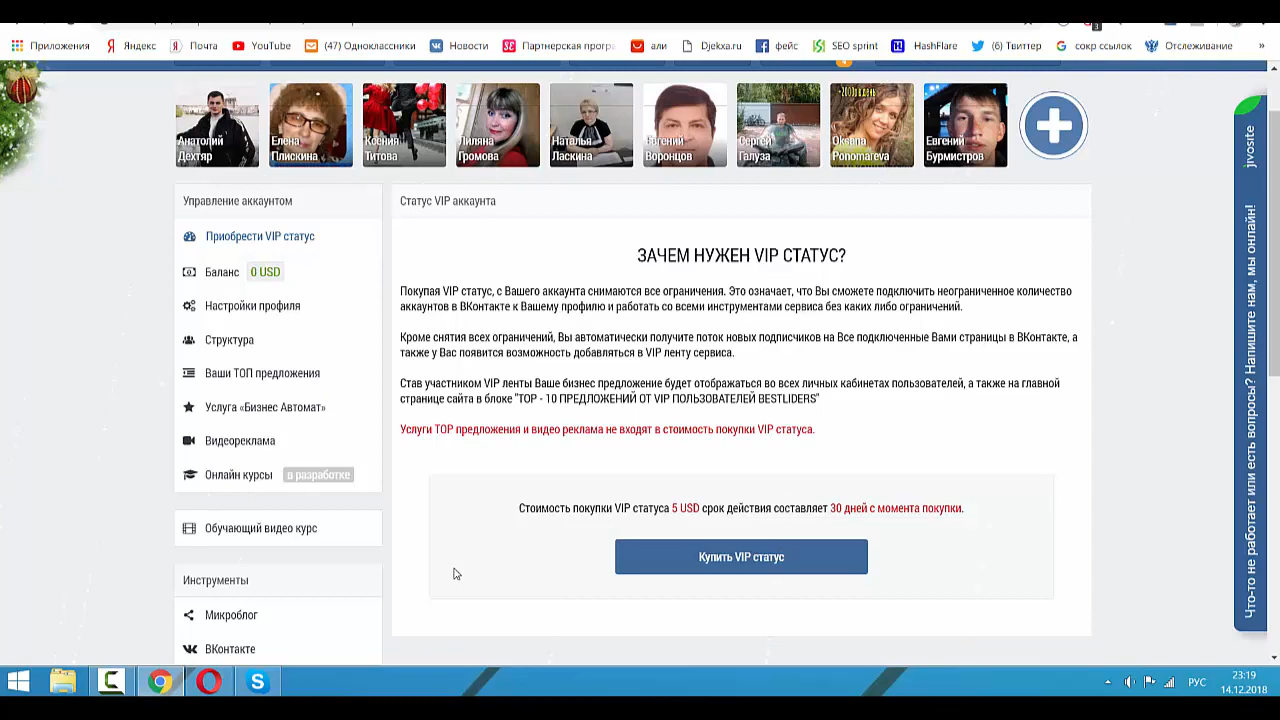 3
Приложения
Яндекс
Почта
YouTube
(47) Одноклассники
Новости
SE Партнерская прогр
али
Djekxa.ru
фейс
SEO sprint
HashFlare
(6) Твиттер
сокр ссылок
Отслеживание
»
4
Анатолий
Дехтяр
Елена
Плискина
Ксения
Титова
Лиляна
Громова
Наталья
Ласкина
Евгений
Воронцов
Сергей
Галуза
Oksana
Ponomareva
Евгений
Бурмистров
jivosite
Что-то не работает или есть вопросы? Напишите нам, мы онлайн!
Управление аккаунтом
Приобрести VIP статус
Баланс 0 USD
Настройки профиля
Структура
Ваши ТОП предложения
Услуга «Бизнес Автомат»
Видеореклама
Онлайн курсы в разработке
Обучающий видео курс
Инструменты
Микроблог
ВКонтакте
Статус VIP аккаунта
ЗАЧЕМ НУЖЕН VIP СТАТУС?
Покупая VIP статус, с Вашего аккаунта снимаются все ограничения. Это означает, что Вы сможете подключить неограниченное количество
аккаунтов в ВКонтакте к Вашему профилю и работать со всеми инструментами сервиса без каких либо ограничений.
Кроме снятия всех ограничений, Вы автоматически получите поток новых подписчиков на Все подключенные Вами страницы в ВКонтакте, а
также у Вас появится возможность добавляться в VIP ленту сервиса.
Став участником VIP ленты Ваше бизнес предложение будет отображаться во всех личных кабинетах пользователей, а также на главной
странице сайта в блоке "TOP - 10 ПРЕДЛОЖЕНИЙ ОТ VIP ПОЛЬЗОВАТЕЛЕЙ BESTLIDERS"
Услуги TOP предложения и видео реклама не входят в стоимость покупки VIP статуса.
Стоимость покупки VIP статуса 5 USD срок действия составляет 30 дней с момента покупки.
Купить VIP статус
РУС
23:19
14.12.2018